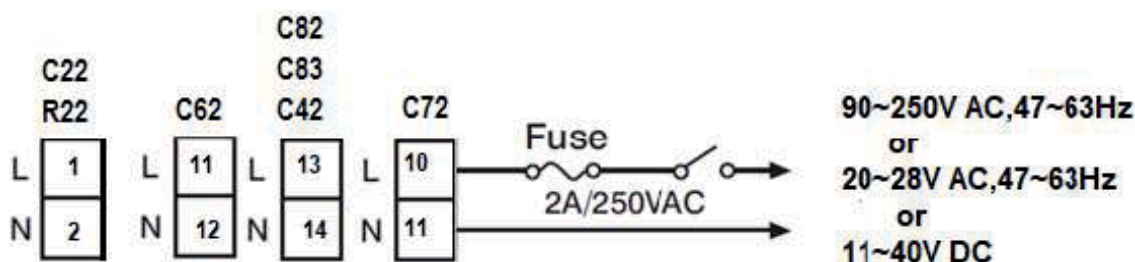 C82
C22 C83
R22 C62 C42 C72
L 1 L 11 L 13 L 10 Fuse
N 2 N 12 N 14 N 11 2A/250VAC
90~250V AC,47~63Hz
or
20~28V AC,47~63Hz
or
11~40V DC